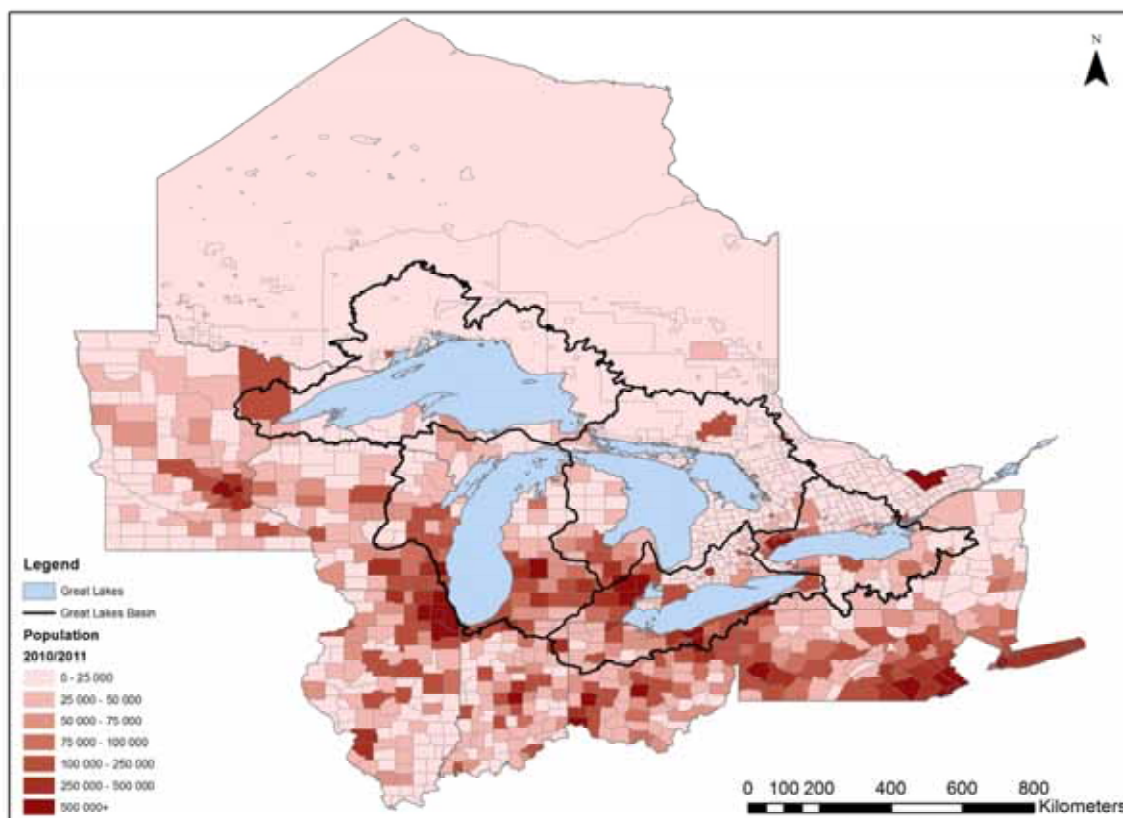 N
Legend
Great Lakes
Great Lakes Basin
Population
2010/2011
0 - 25 000
25 000 - 50 000
50 000 - 75 000
75 000 - 100 000
100 000 - 250 000
250 000 - 500 000
500 000+
0 100 200 400 600 800
Kilometers